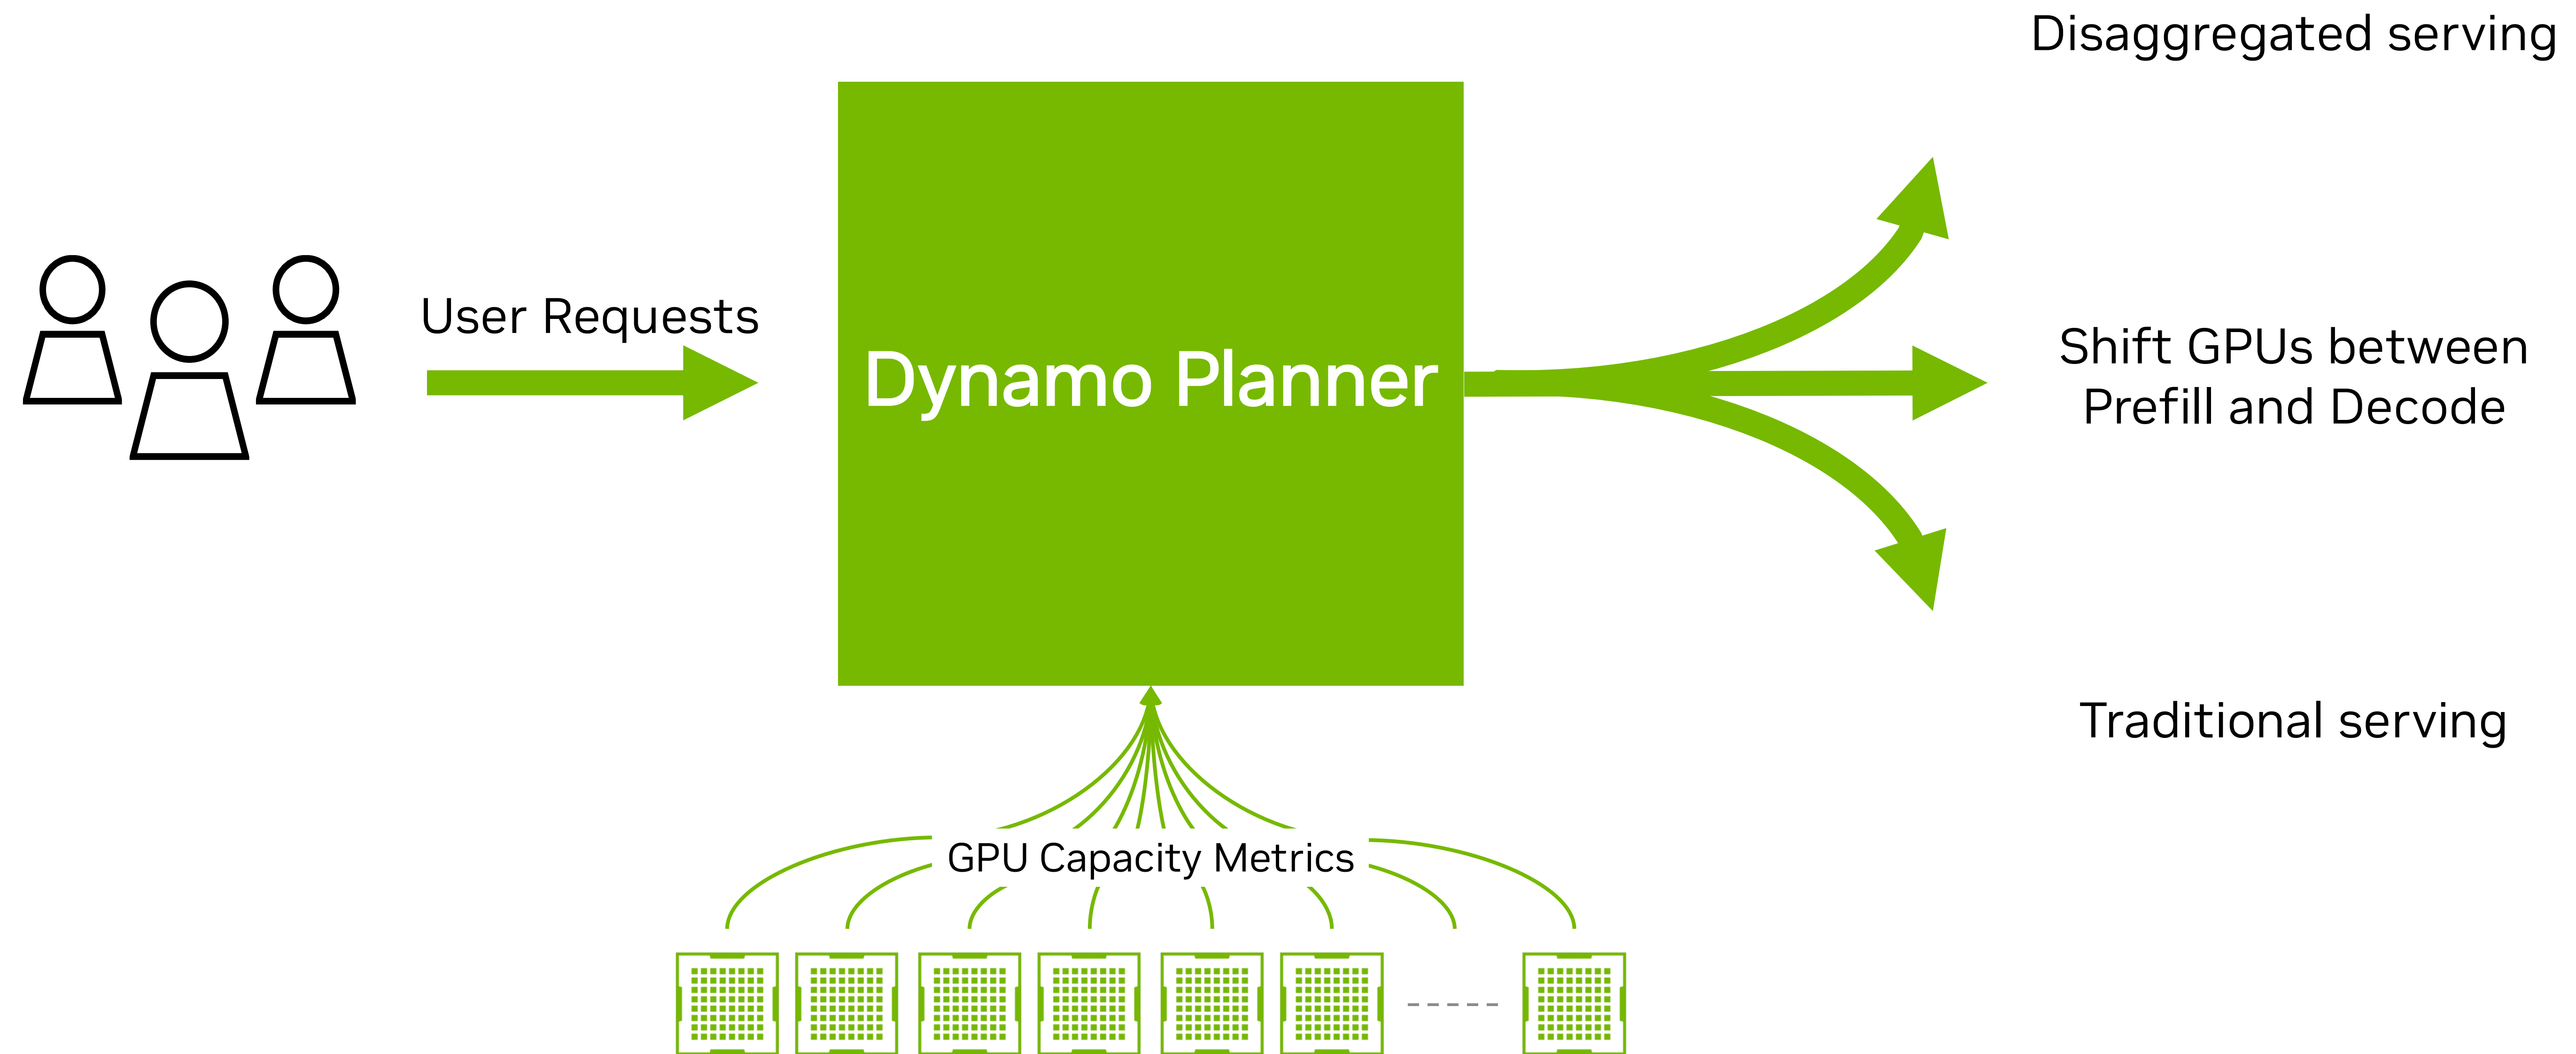 Disaggregated serving
User Requests
Dynamo Planner
Shift GPUs between
Prefill and Decode
Traditional serving
GPU Capacity Metrics